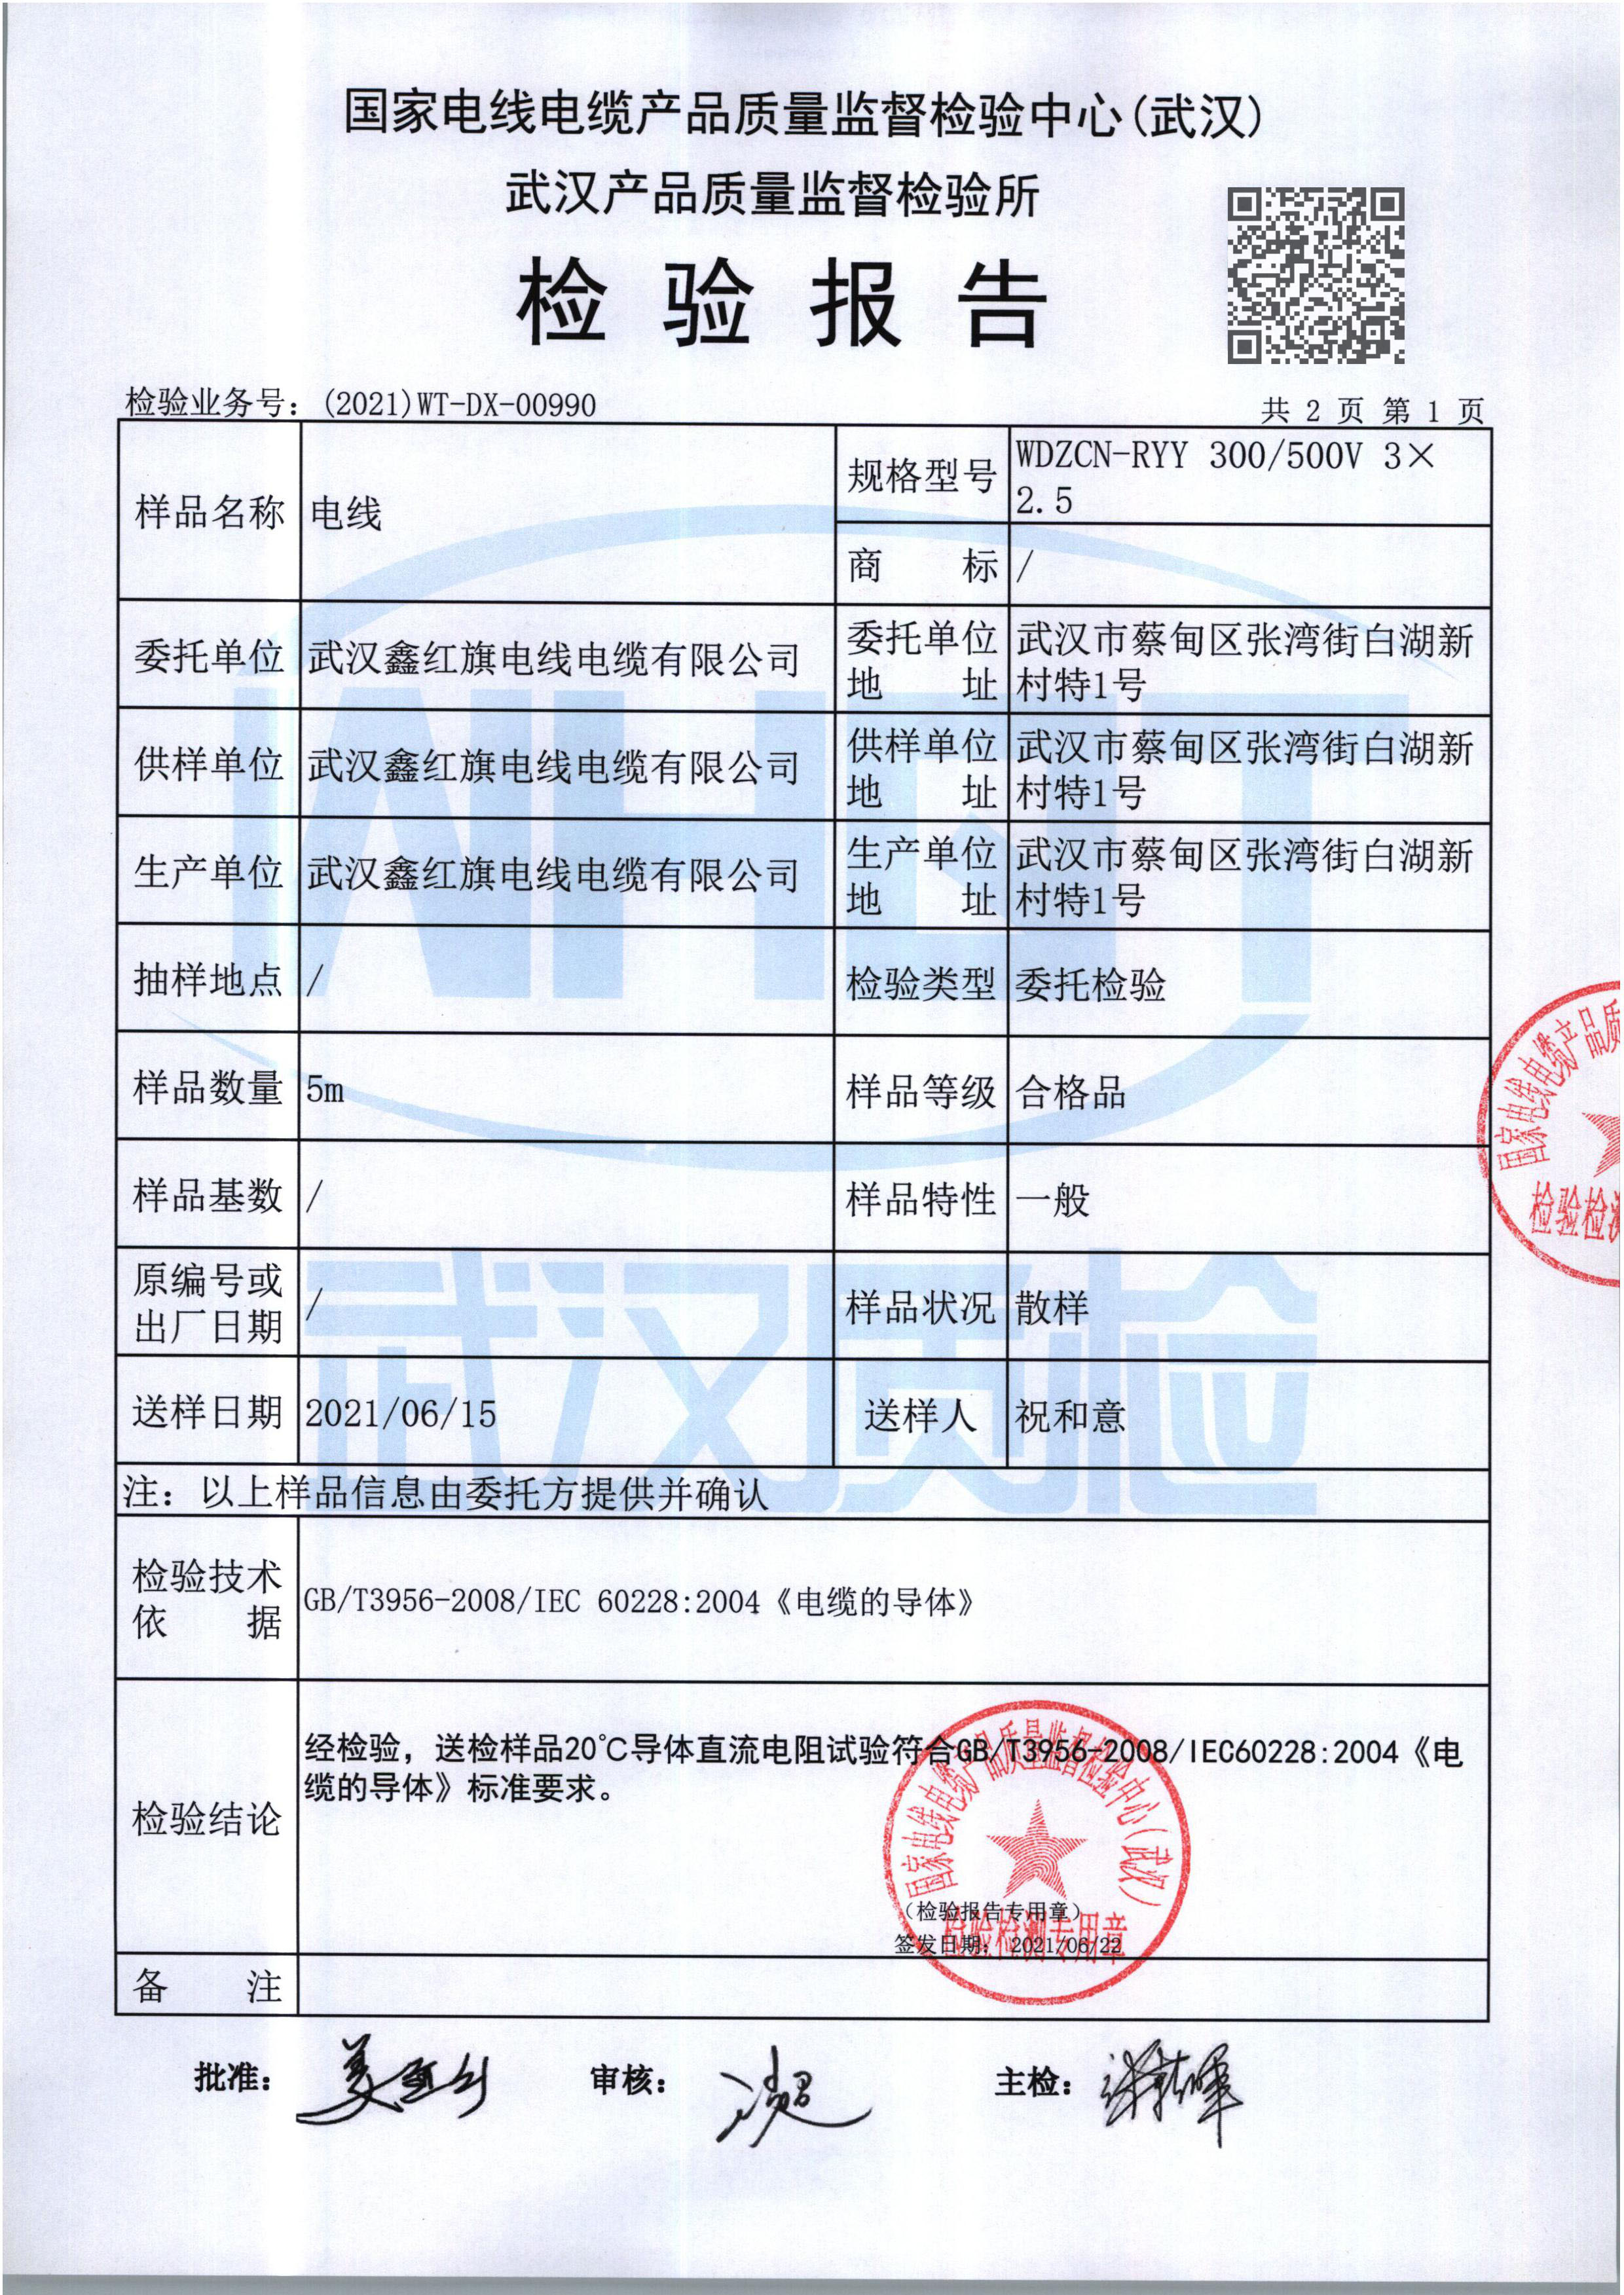 国家电线电缆产品质量监督检验中心(武汉)
武汉产品质量监督检验所
检验报告
检验业务号: (2021)WT-DX-00990
共 2 页 第 1 页
样品名称
电线
规格型号
WDZCN-RYY 300/500V 3×
2.5
商 标
/
委托单位
武汉鑫红旗电线电缆有限公司
委托单位
地 址
武汉市蔡甸区张湾街白湖新
村特1号
供样单位
武汉鑫红旗电线电缆有限公司
供样单位
地 址
武汉市蔡甸区张湾街白湖新
村特1号
生产单位
武汉鑫红旗电线电缆有限公司
生产单位
地 址
武汉市蔡甸区张湾街白湖新
村特1号
抽样地点
/
检验类型
委托检验
样品数量
5m
样品等级
合格品
样品基数
/
样品特性
一般
原编号或
出厂日期
/
样品状况
散样
送样日期
2021/06/15
送样人
祝和意
注: 以上样品信息由委托方提供并确认
检验技术
依 据
GB/T3956-2008/IEC 60228:2004《电缆的导体》
检验结论
经检验，送检样品20℃导体直流电阻试验符合GB/T3956-2008/IEC60228:2004《电
缆的导体》标准要求。
国家电线电缆产品质量监督检验中心(武汉)
(检验报告专用章)
检验检测专用章
签发日期: 2021/06/22
备 注
批准:
审核:
主检:
国家电线电缆产品质
检验检测
武汉质检